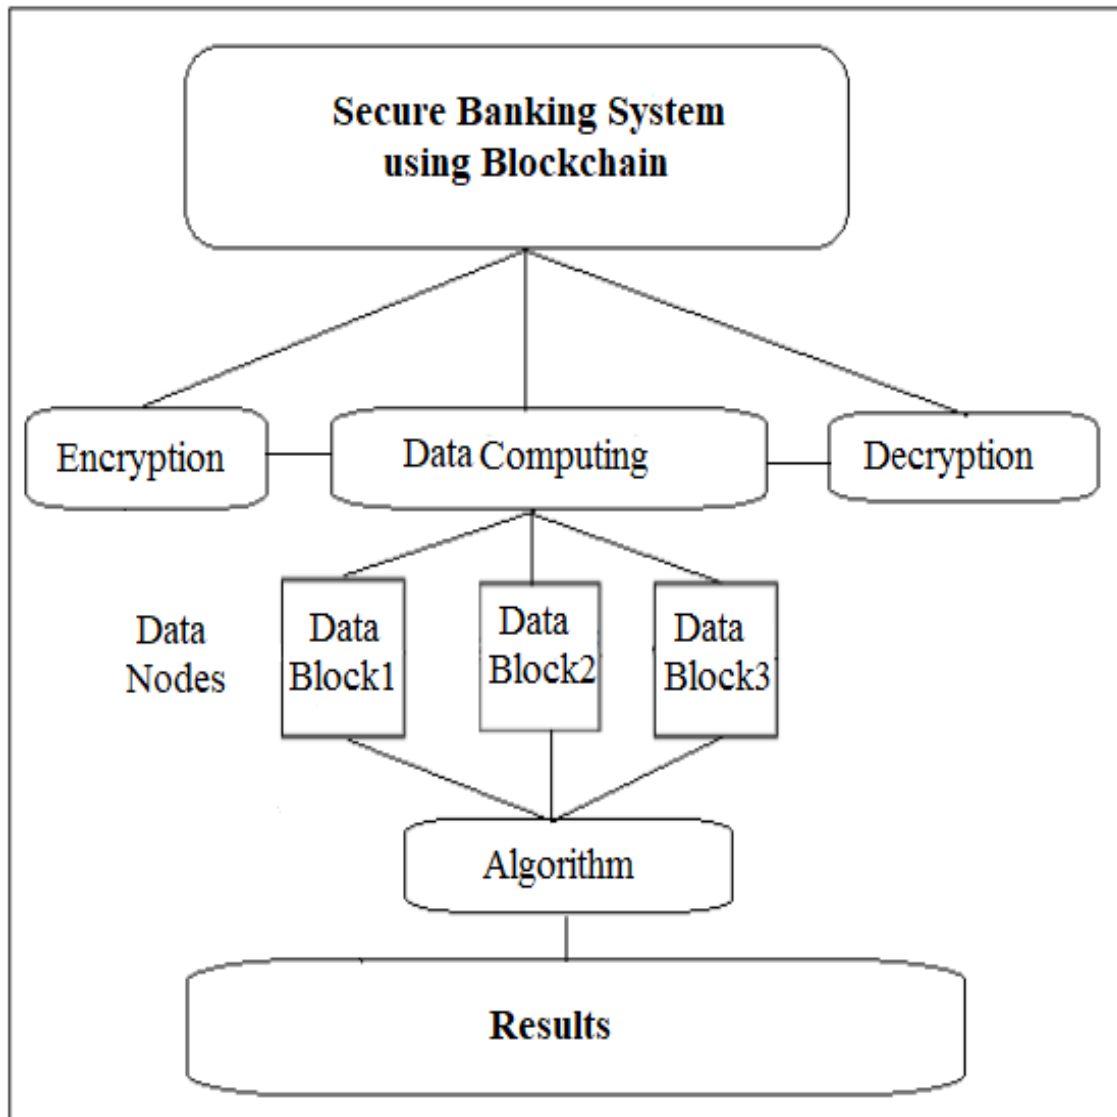 Secure Banking System
using Blockchain
Encryption
Data Computing
Decryption
Data
Nodes
Data
Block1
Data
Block2
Data
Block3
Algorithm
Results